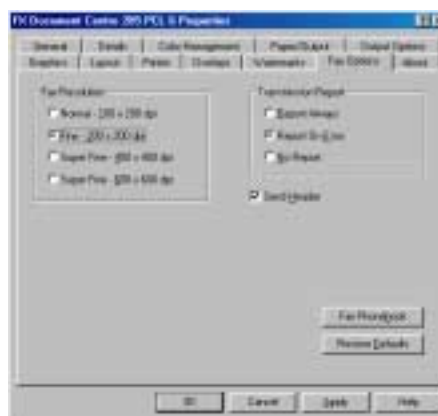 FX Document Centre 285 PCL 6 Properties
General Details Color Management Paper/Output Output Options
Graphics Layout Printer Overlays Watermarks Fax Options About
Fax Resolution
Normal - 100 x 200 dpi
Fine - 200 x 200 dpi
Super Fine - 400 x 400 dpi
Super Fine - 600 x 600 dpi
Transmission Report
Report Always
Report On Error
No Report
Send Header
Fax Phonebook
Restore Defaults
OK Cancel Apply Help